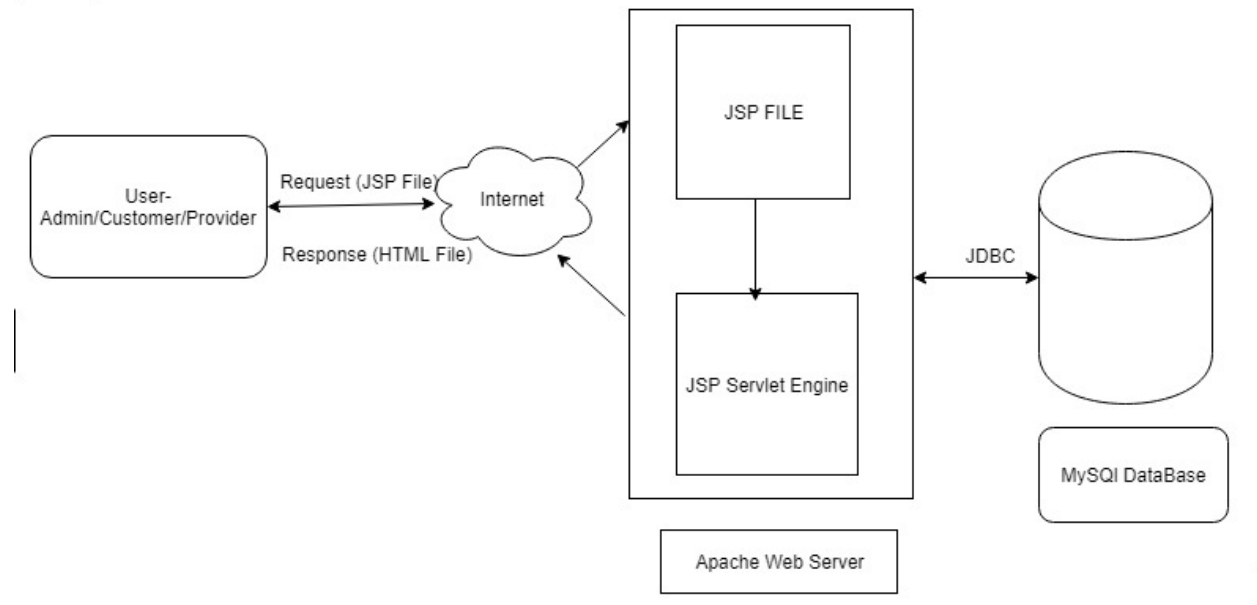 JSP FILE
User-
Admin/Customer/Provider
Request (JSP File)
Internet
Response (HTML File)
JDBC
JSP Servlet Engine
MySQl DataBase
Apache Web Server